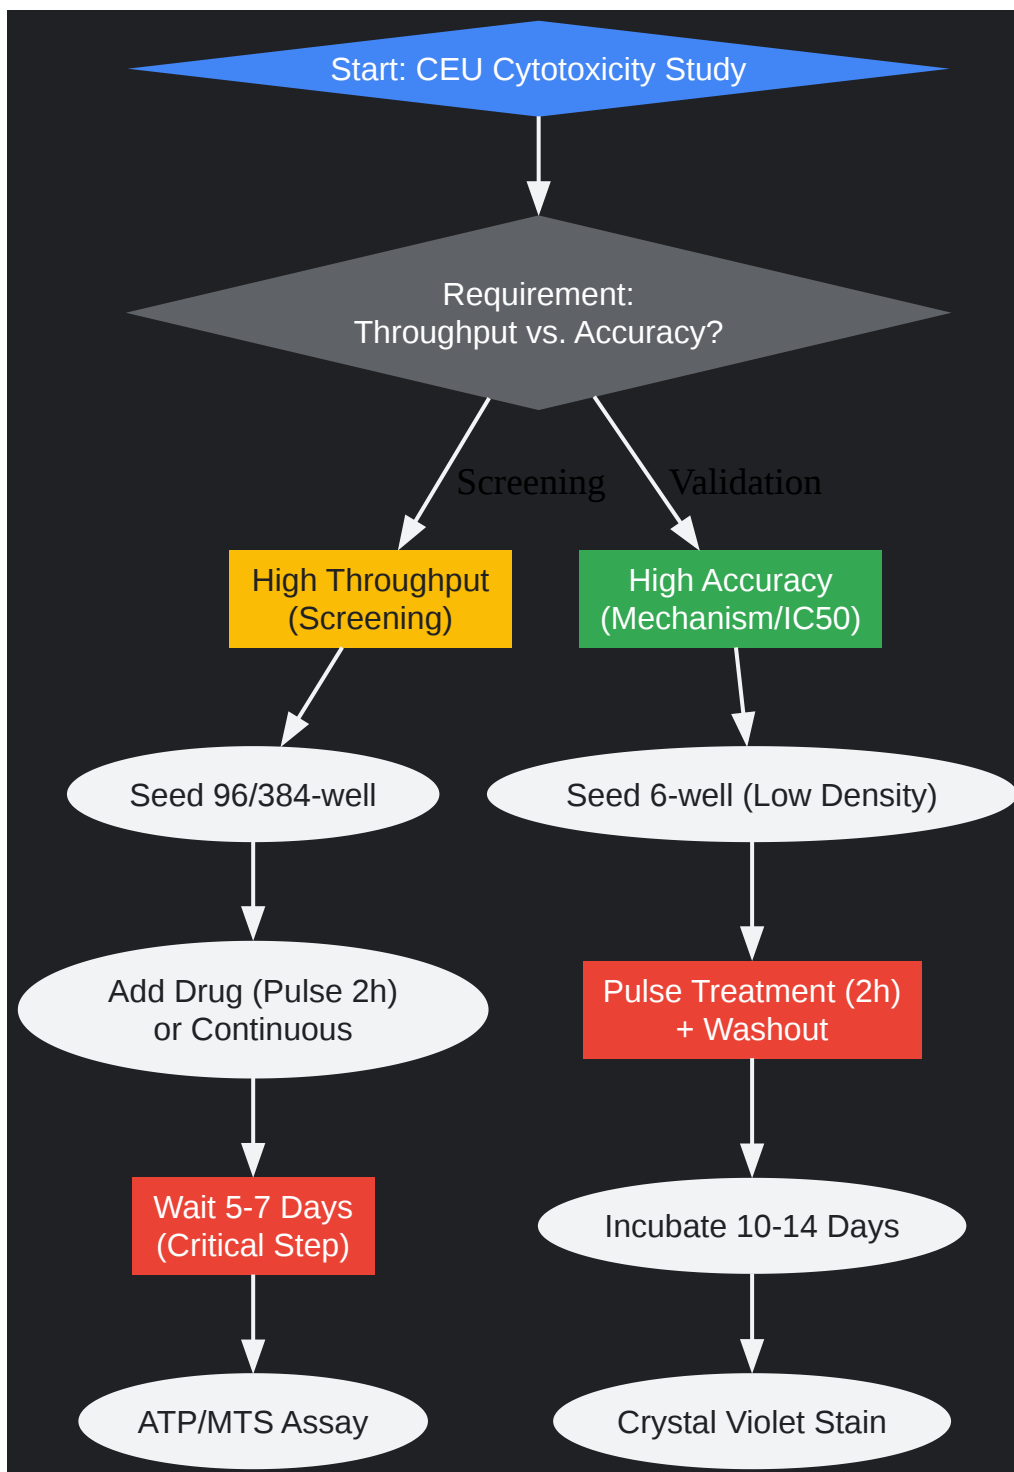 Start: CEU Cytotoxicity Study
Requirement:
Throughput vs. Accuracy?
Screening
Validation
High Throughput
(Screening)
High Accuracy
(Mechanism/IC50)
Seed 96/384-well
Seed 6-well (Low Density)
Add Drug (Pulse 2h)
or Continuous
Pulse Treatment (2h)
+ Washout
Wait 5-7 Days
(Critical Step)
Incubate 10-14 Days
ATP/MTS Assay
Crystal Violet Stain